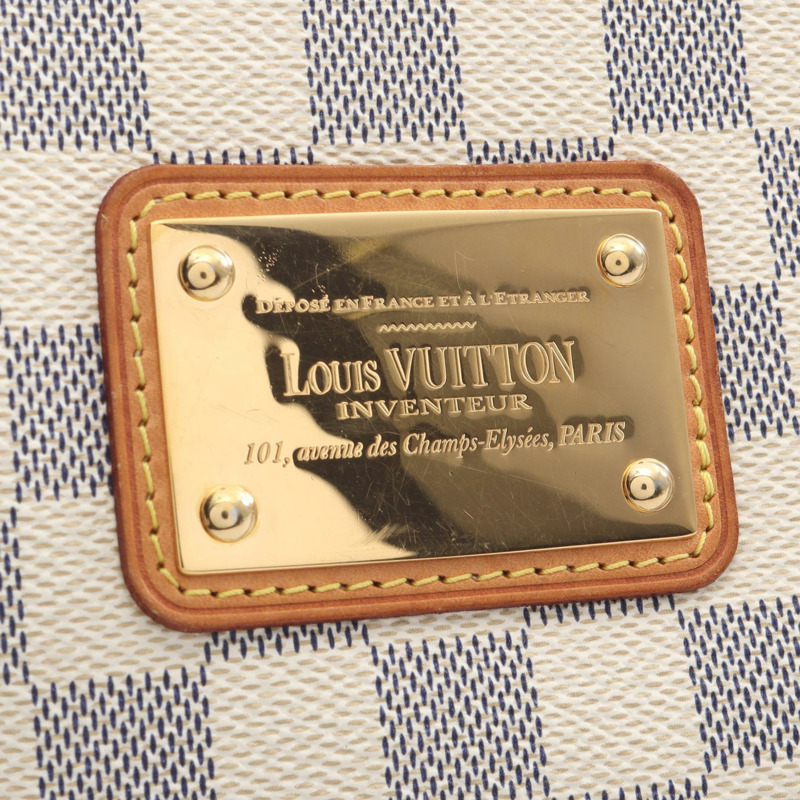 DÉPOSÉ EN FRANCE ET À L'ETRANGER
LOUIS VUITTON
INVENTEUR
101, avenue des Champs-Elysées, PARIS